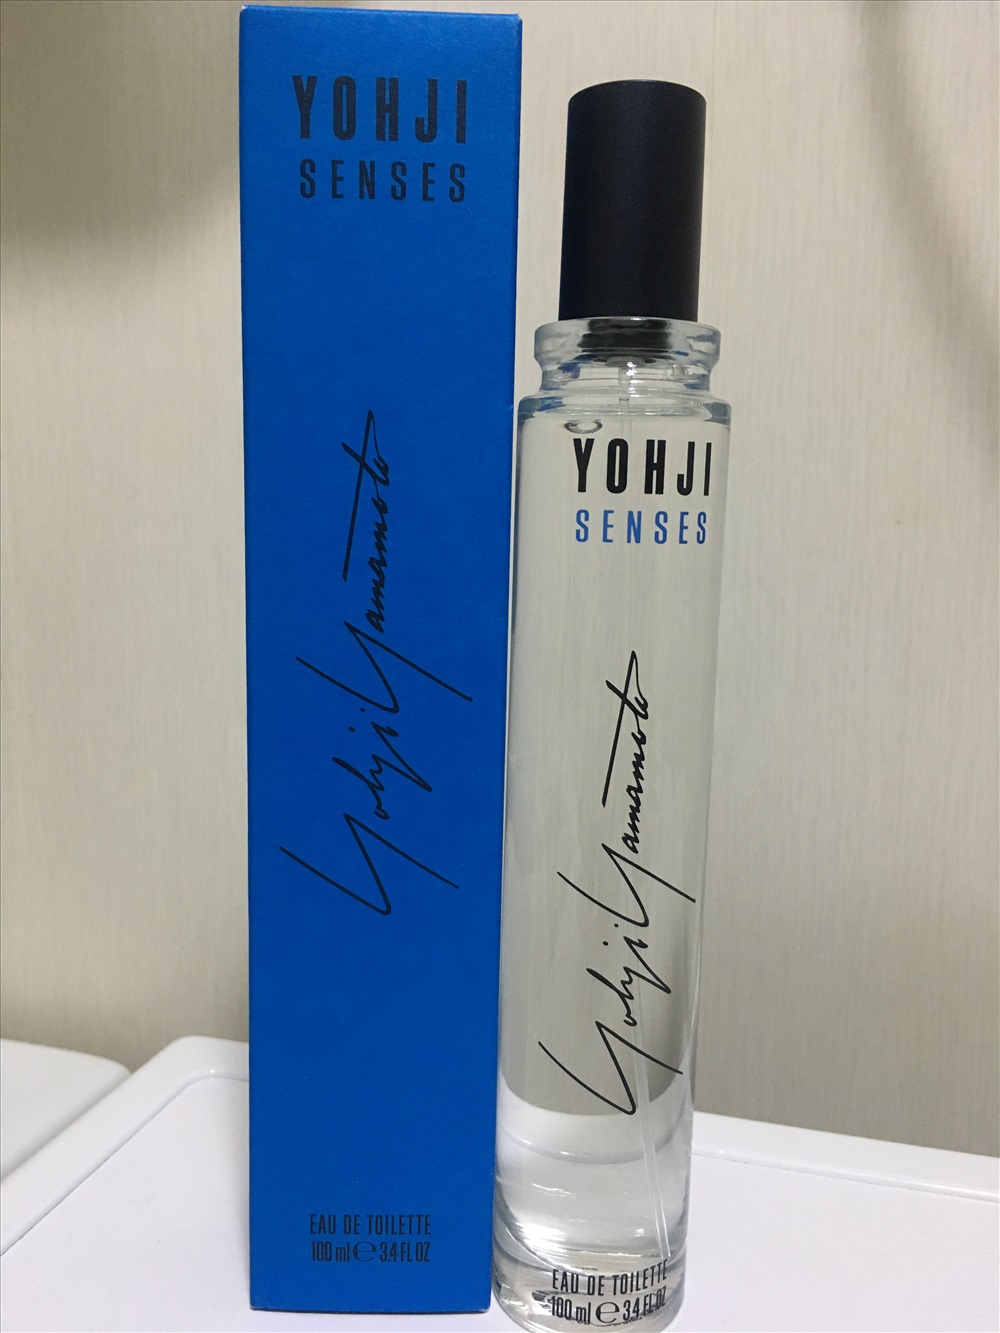 YOHJI
SENSES
Yohji Yamamoto
EAU DE TOILETTE
100 ml ℮ 3.4 FL OZ
YOHJI
SENSES
Yohji Yamamoto
EAU DE TOILETTE
100 ml ℮ 3.4 FL OZ